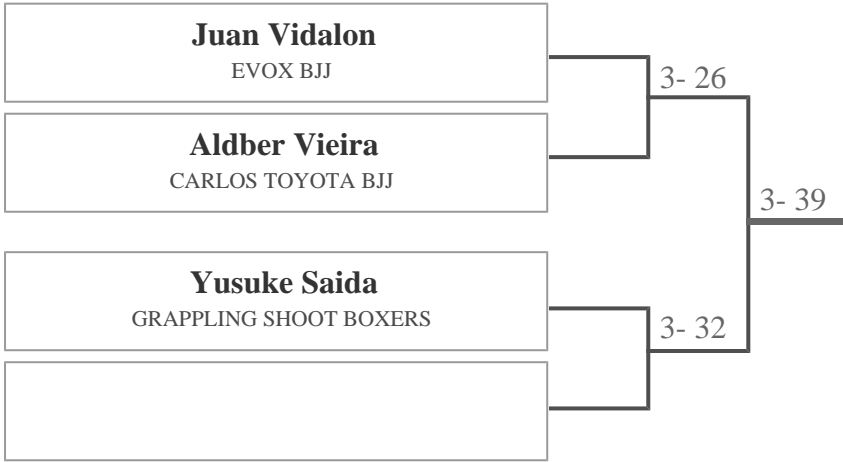 Juan Vidalon
EVOX BJJ
3- 26
Aldber Vieira
CARLOS TOYOTA BJJ
3- 39
Yusuke Saida
GRAPPLING SHOOT BOXERS
3- 32